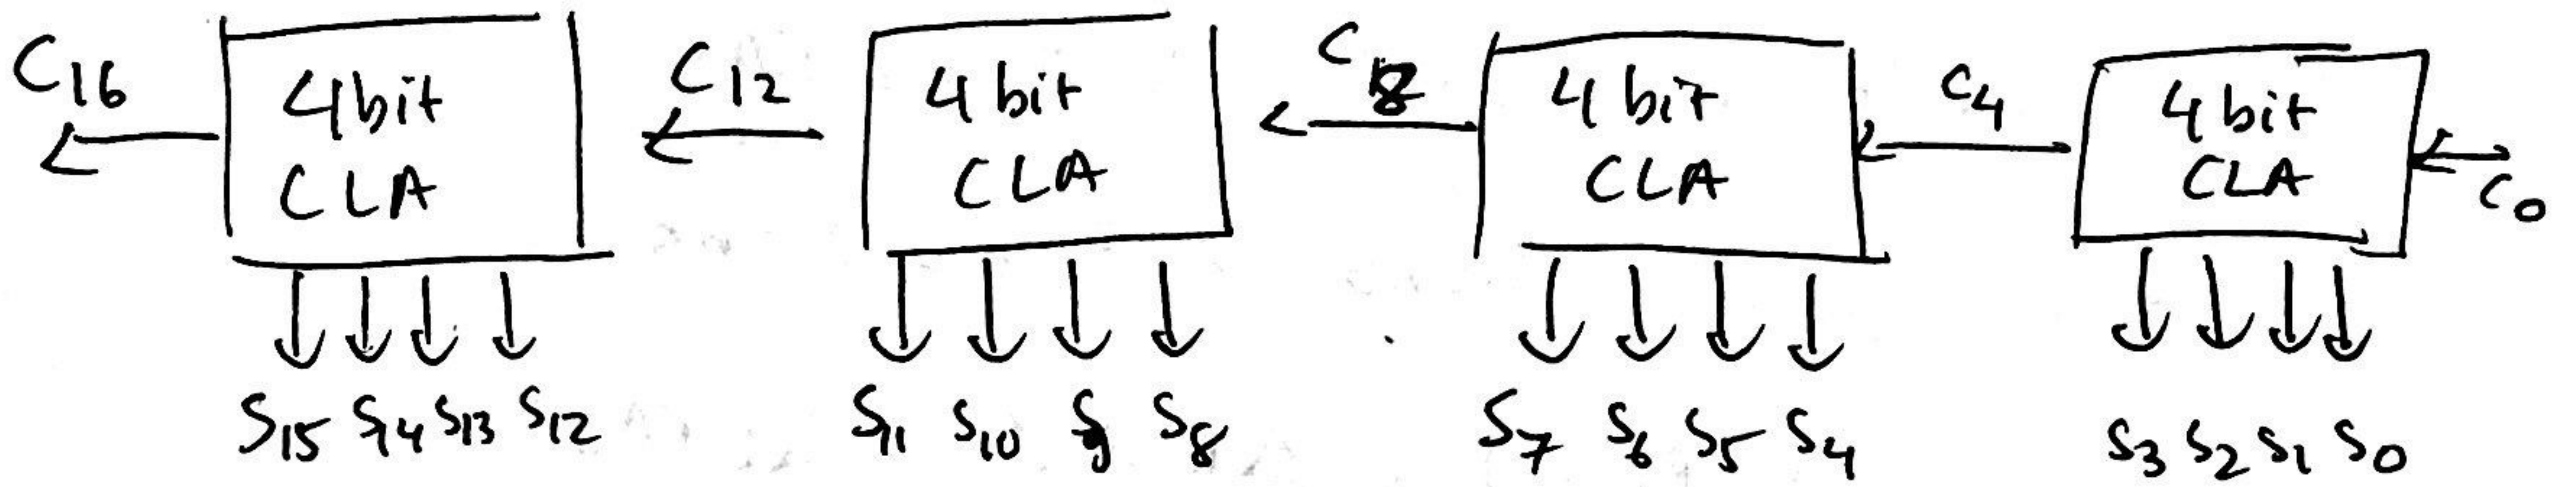 C16 4bit C12 4 bit C8 4 bit C4 4 bit
CLA CLA CLA CLA C0
S15 S14 S13 S12 S11 S10 S9 S8 S7 S6 S5 S4 S3 S2 S1 S0